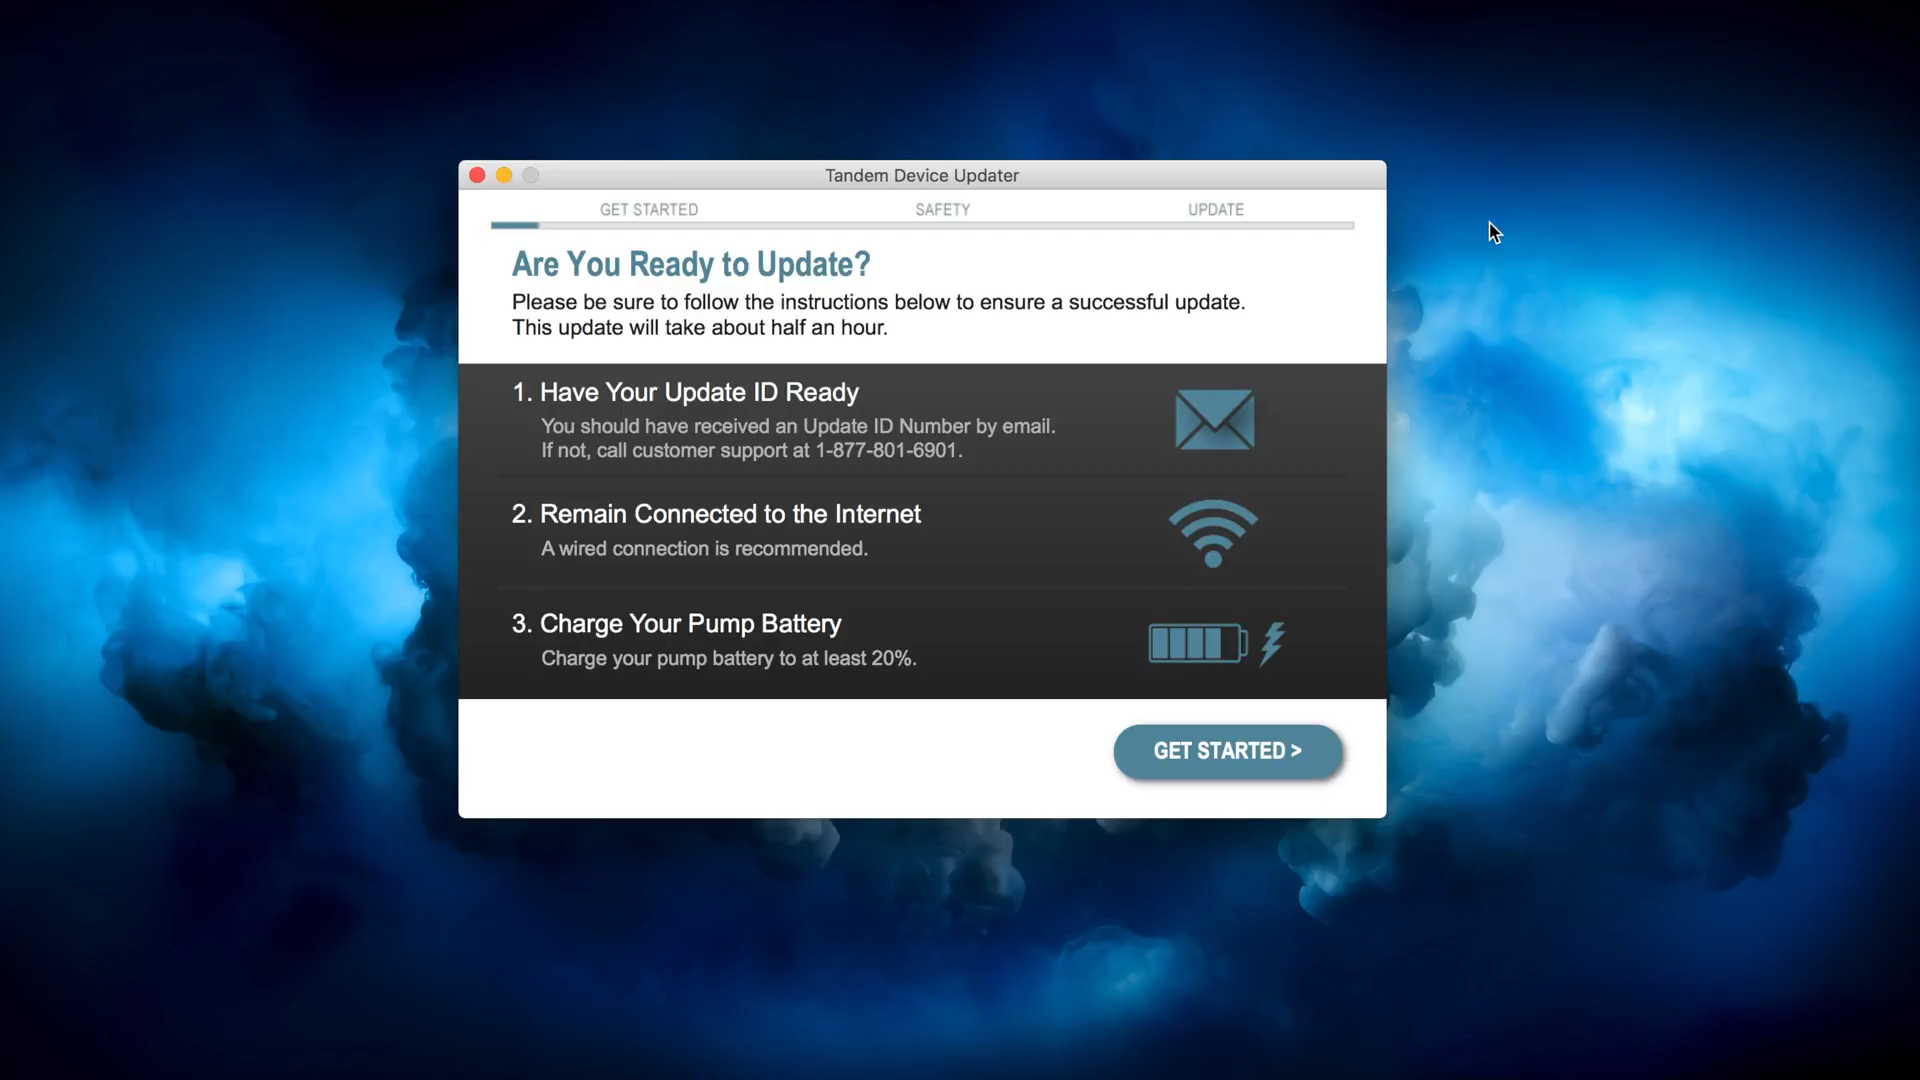 Tandem Device Updater
GET STARTED
SAFETY
UPDATE
Are You Ready to Update?
Please be sure to follow the instructions below to ensure a successful update.
This update will take about half an hour.
1. Have Your Update ID Ready
You should have received an Update ID Number by email.
If not, call customer support at 1-877-801-6901.
2. Remain Connected to the Internet
A wired connection is recommended.
3. Charge Your Pump Battery
Charge your pump battery to at least 20%.
GET STARTED >